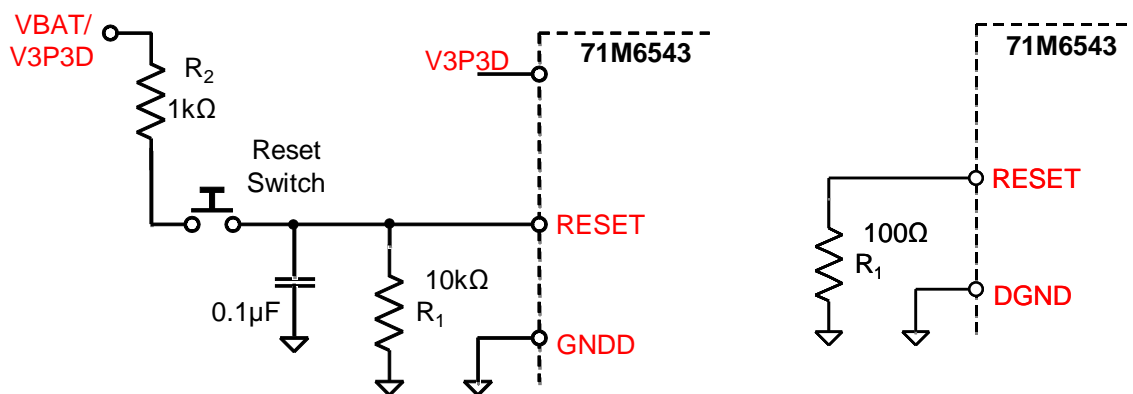 VBAT/
V3P3D
R2
1kΩ
Reset
Switch
V3P3D
71M6543
RESET
0.1µF
10kΩ
R1
GNDD
71M6543
RESET
100Ω
R1
DGND